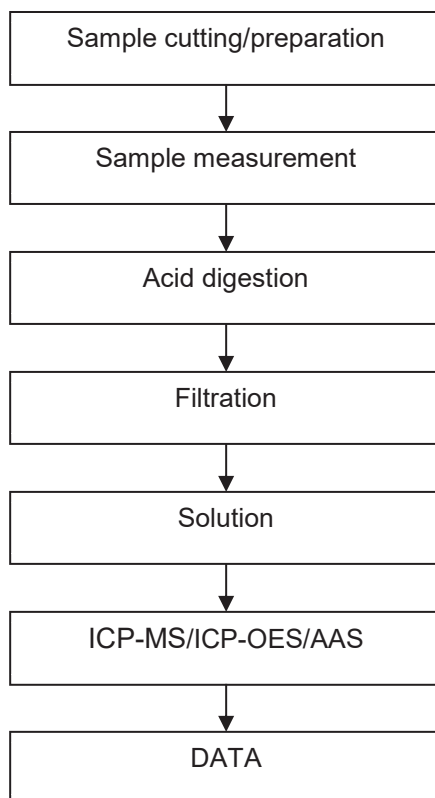 Sample cutting/preparation
Sample measurement
Acid digestion
Filtration
Solution
ICP-MS/ICP-OES/AAS
DATA